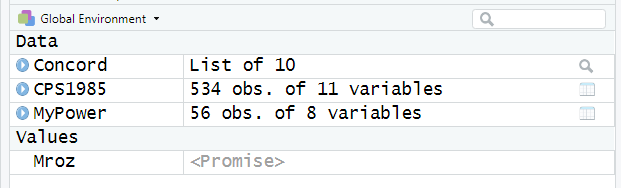 Global Environment
Data
Concord List of 10
CPS1985 534 obs. of 11 variables
MyPower 56 obs. of 8 variables
Values
Mroz <Promise>